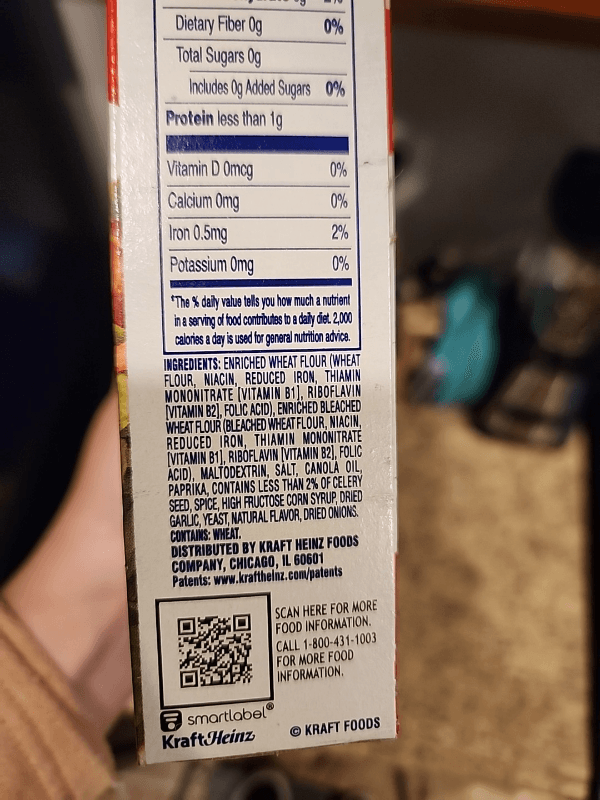 Dietary Fiber 0g 0%
Total Sugars 0g
Includes 0g Added Sugars 0%
Protein less than 1g
Vitamin D 0mcg 0%
Calcium 0mg 0%
Iron 0.5mg 2%
Potassium 0mg 0%
*The % daily value tells you how much a nutrient
in a serving of food contributes to a daily diet. 2,000
calories a day is used for general nutrition advice.
INGREDIENTS: ENRICHED WHEAT FLOUR (WHEAT
FLOUR, NIACIN, REDUCED IRON, THIAMIN
MONONITRATE [VITAMIN B1], RIBOFLAVIN
[VITAMIN B2], FOLIC ACID), ENRICHED BLEACHED
WHEAT FLOUR (BLEACHED WHEAT FLOUR, NIACIN,
REDUCED IRON, THIAMIN MONONITRATE
[VITAMIN B1], RIBOFLAVIN [VITAMIN B2], FOLIC
ACID), MALTODEXTRIN, SALT, CANOLA OIL,
PAPRIKA, CONTAINS LESS THAN 2% OF CELERY
SEED, SPICE, HIGH FRUCTOSE CORN SYRUP, DRIED
GARLIC, YEAST, NATURAL FLAVOR, DRIED ONIONS.
CONTAINS: WHEAT.
DISTRIBUTED BY KRAFT HEINZ FOODS
COMPANY, CHICAGO, IL 60601
Patents: www.kraftheinz.com/patents
SCAN HERE FOR MORE
FOOD INFORMATION.
CALL 1-800-431-1003
FOR MORE FOOD
INFORMATION.
smartlabel®
KraftHeinz
© KRAFT FOODS